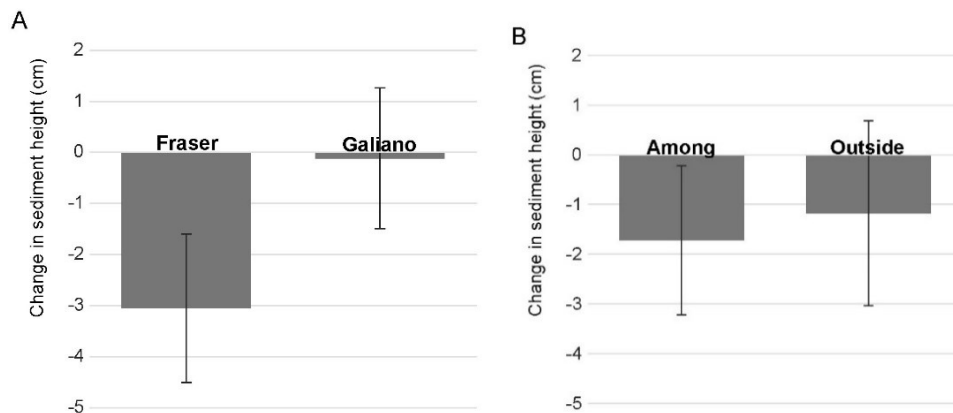 A
Change in sediment height (cm)
2
1
0
-1
-2
-3
-4
-5
Fraser
Galiano
B
Change in sediment height (cm)
2
1
0
-1
-2
-3
-4
-5
Among
Outside